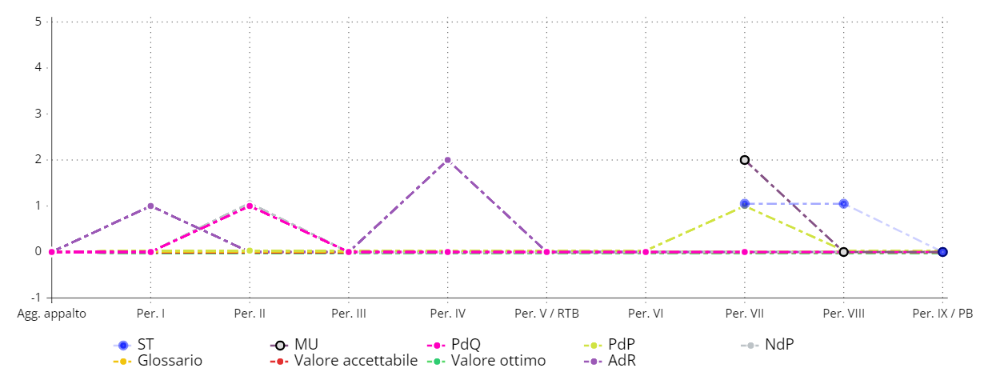 5
4
3
2
1
0
-1
Agg. appalto Per. I Per. II Per. III Per. IV Per. V / RTB Per. VI Per. VII Per. VIII Per. IX / PB
ST MU PdQ PdP NdP
Glossario Valore accettabile Valore ottimo AdR